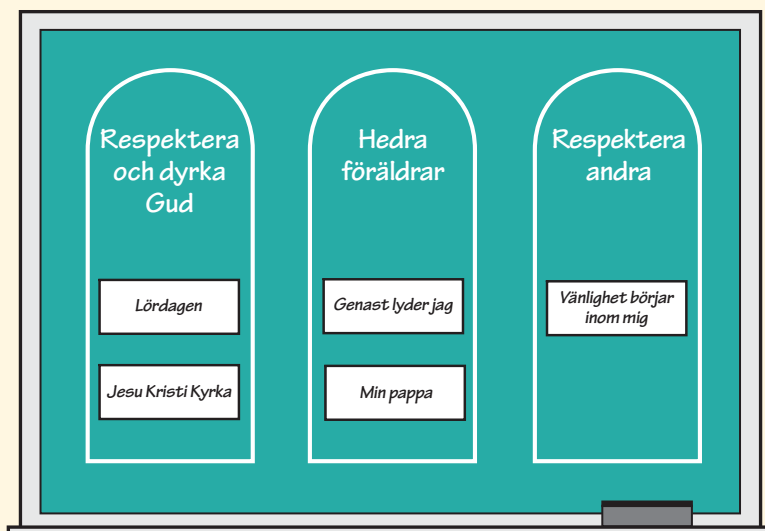 Respektera
och dyrka
Gud
Lördagen
Jesu Kristi Kyrka
Hedra
föräldrar
Genast lyder jag
Min pappa
Respektera
andra
Vänlighet börjar
inom mig